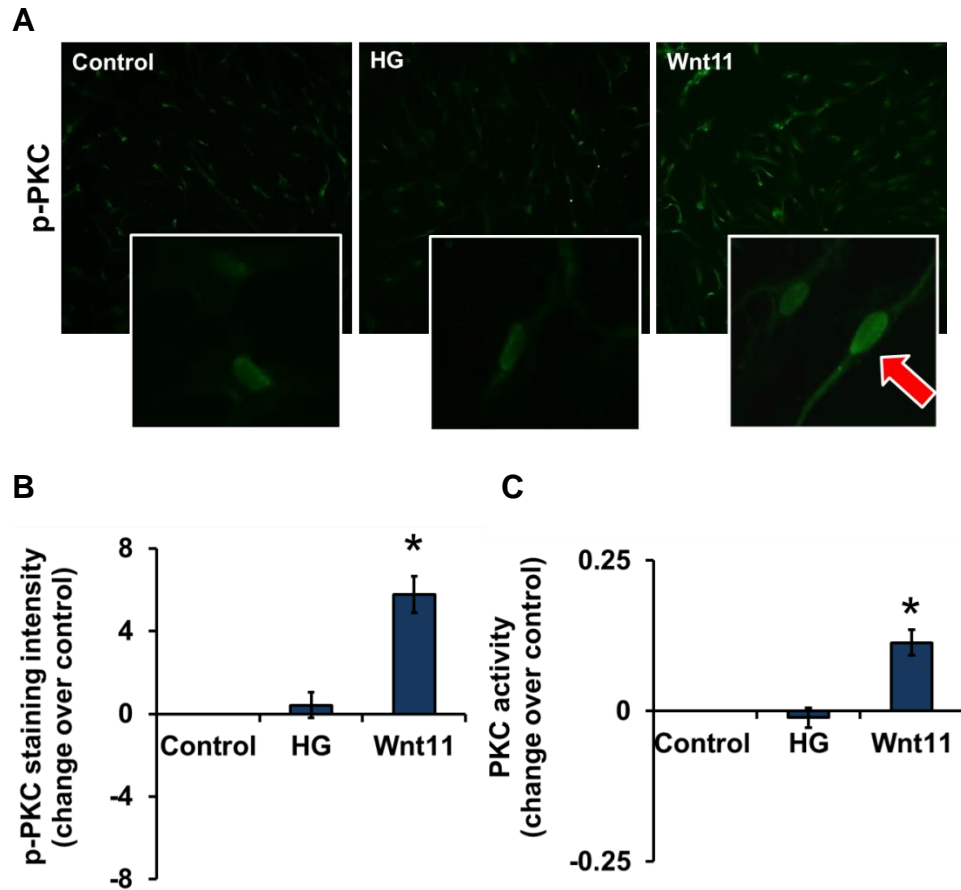 A
Control
HG
Wnt11
p-PKC
B
C
p-PKC staining intensity
(change over control)
8
4
0
-4
-8
*
Control
HG
Wnt11
PKC activity
(change over control)
0.25
0
-0.25
*
Control
HG
Wnt11